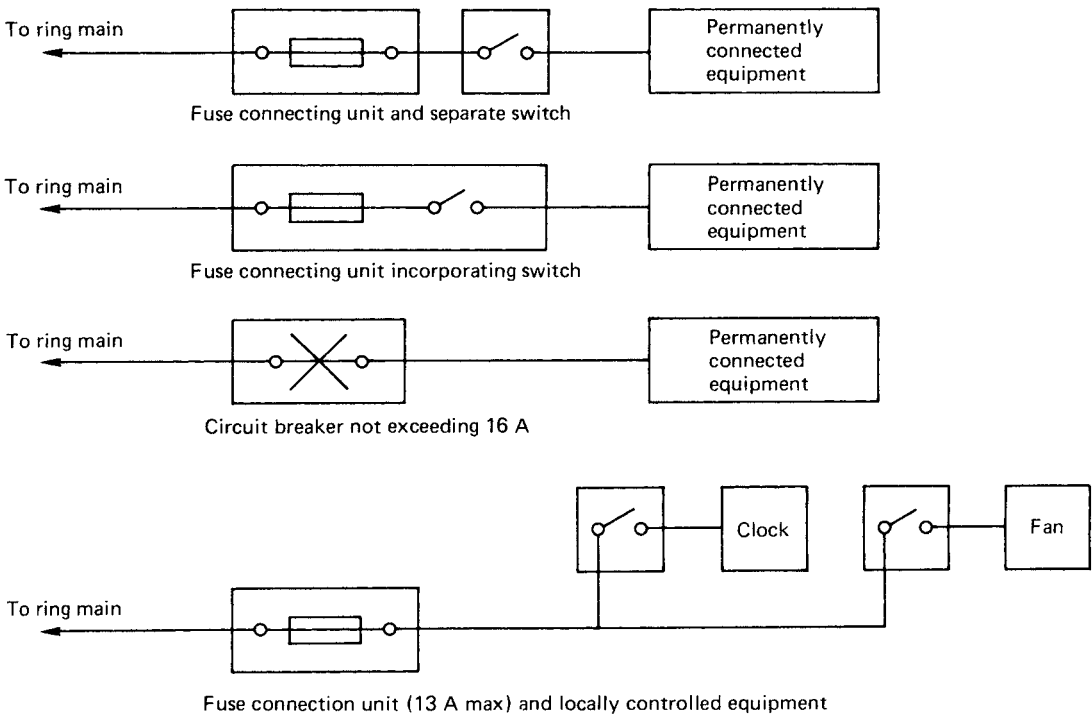 To ring main
Permanently
connected
equipment
Fuse connecting unit and separate switch
To ring main
Permanently
connected
equipment
Fuse connecting unit incorporating switch
To ring main
Permanently
connected
equipment
Circuit breaker not exceeding 16 A
Clock
Fan
To ring main
Fuse connection unit (13 A max) and locally controlled equipment